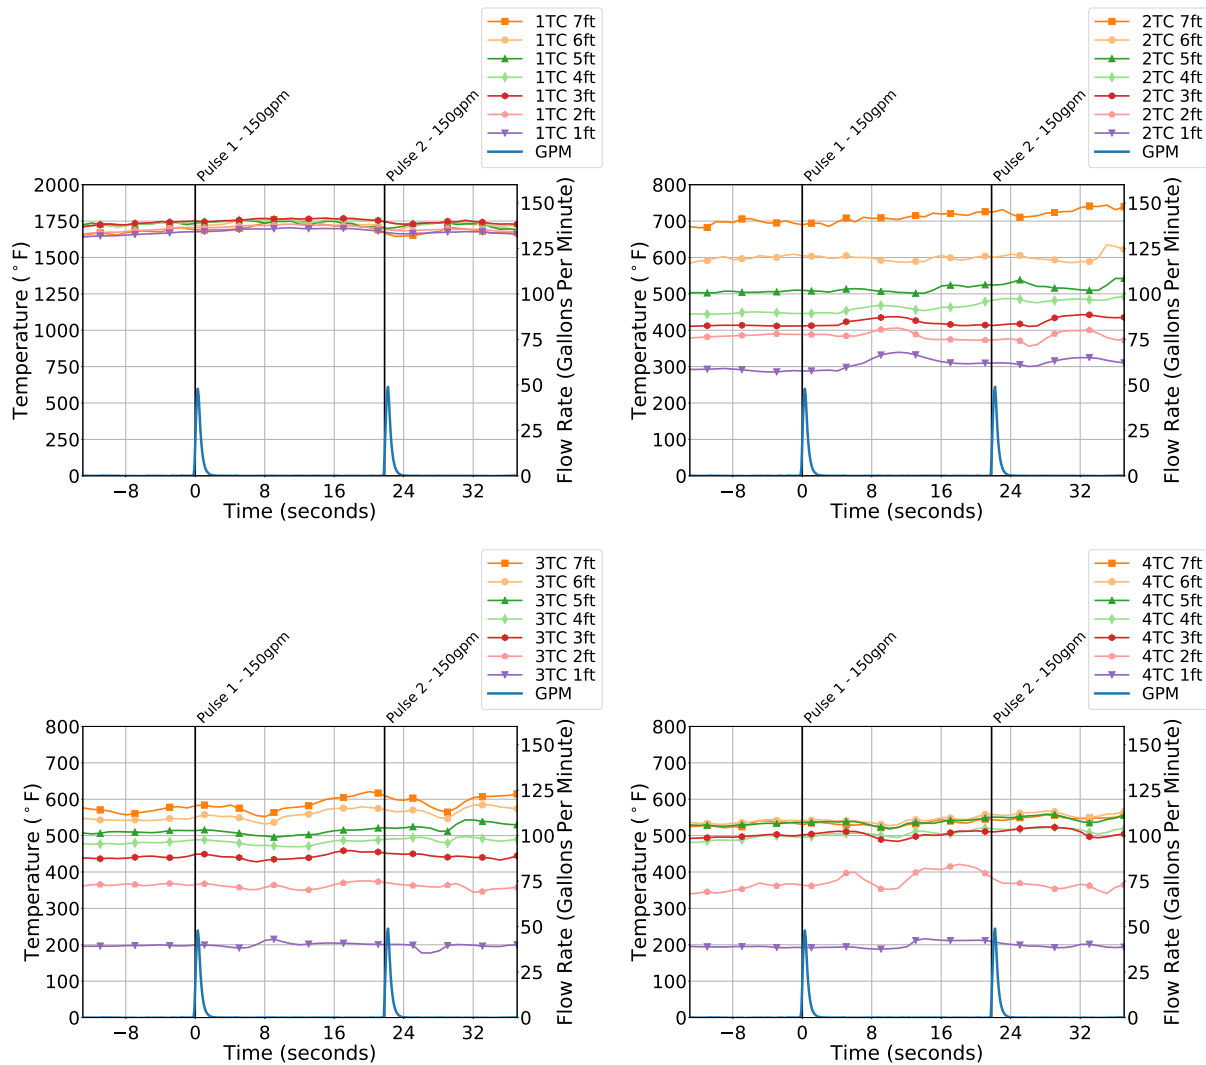 1TC 7ft
1TC 6ft
1TC 5ft
1TC 4ft
1TC 3ft
1TC 2ft
1TC 1ft
GPM
Pulse 1 - 150gpm
Pulse 2 - 150gpm
2000
1750
1500
1250
1000
750
500
250
0
Temperature (°F)
150
125
100
75
50
25
0
Flow Rate (Gallons Per Minute)
−8 0 8 16 24 32
Time (seconds)
2TC 7ft
2TC 6ft
2TC 5ft
2TC 4ft
2TC 3ft
2TC 2ft
2TC 1ft
GPM
Pulse 1 - 150gpm
Pulse 2 - 150gpm
800
700
600
500
400
300
200
100
0
Temperature (°F)
150
125
100
75
50
25
0
Flow Rate (Gallons Per Minute)
−8 0 8 16 24 32
Time (seconds)
3TC 7ft
3TC 6ft
3TC 5ft
3TC 4ft
3TC 3ft
3TC 2ft
3TC 1ft
GPM
Pulse 1 - 150gpm
Pulse 2 - 150gpm
800
700
600
500
400
300
200
100
0
Temperature (°F)
150
125
100
75
50
25
0
Flow Rate (Gallons Per Minute)
−8 0 8 16 24 32
Time (seconds)
4TC 7ft
4TC 6ft
4TC 5ft
4TC 4ft
4TC 3ft
4TC 2ft
4TC 1ft
GPM
Pulse 1 - 150gpm
Pulse 2 - 150gpm
800
700
600
500
400
300
200
100
0
Temperature (°F)
150
125
100
75
50
25
0
Flow Rate (Gallons Per Minute)
−8 0 8 16 24 32
Time (seconds)